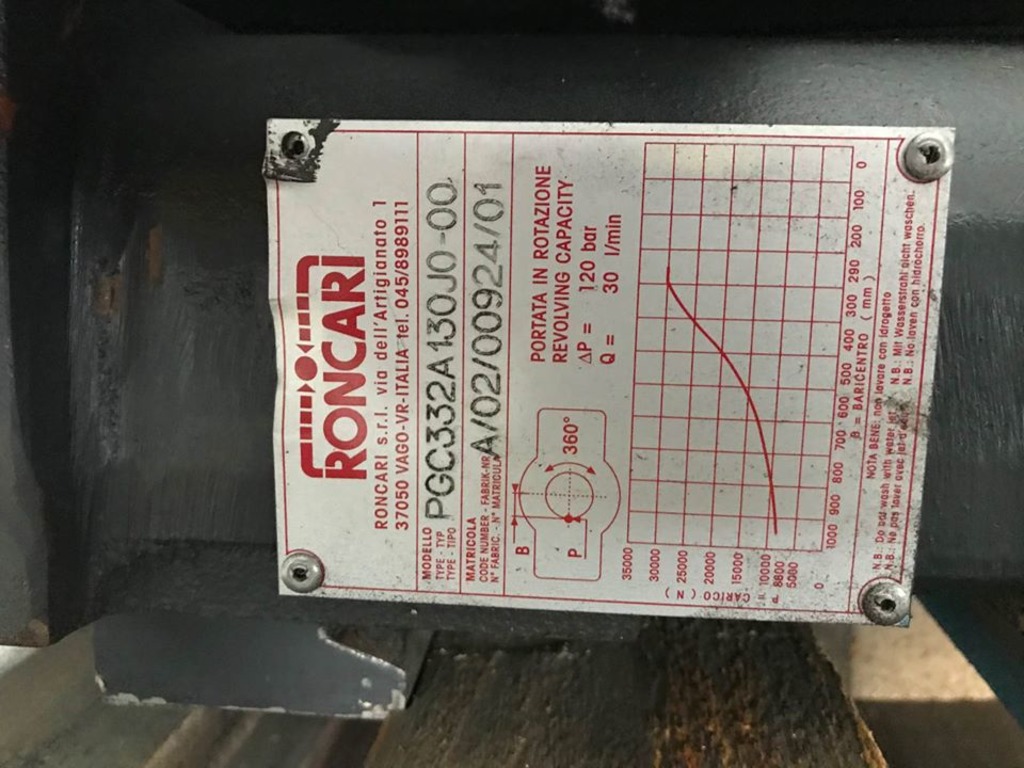 RONCARI
RONCARI s.r.l. via dell'Artigianato 1
37050 VAGO-VR-ITALIA tel. 045/8989111
MODELLO
TYPE - TYP
TYPE - TIPO
PGC332A130J0-00
MATRICOLA
CODE NUMBER - FABRIK-NR.
N° FABRIC. - N° MATRICULA
A/02/00924/01
PORTATA IN ROTAZIONE
REVOLVING CAPACITY
ΔP = 120 bar
Q = 30 l/min
B
P
360°
35000
30000
25000
20000
15000
10000
8800
5000
0
CARICO (N)
1000 900 800 700 600 500 400 300 290 200 100 0
B = BARICENTRO (mm)
NOTA BENE: non lavare con idrogetto
N.B.: Do not wash with water jet N.B.: Mit Wasserstrahl nicht waschen.
N.B.: Ne pas laver avec jet d'eau N.B.: No laven con hidrochorro.